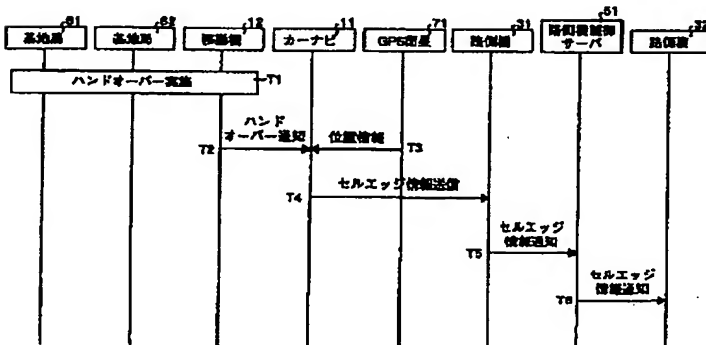 61
62
12
11
71
31
51
32
基地局
基地局
移動機
カーナビ
GPS衛星
路側機
路側機制御
サーバ
路側機
ハンドオーバー実施
T1
ハンド
オーバー通知
T2
位置情報
T3
セルエッジ情報送信
T4
セルエッジ
情報通知
T5
セルエッジ
情報通知
T6